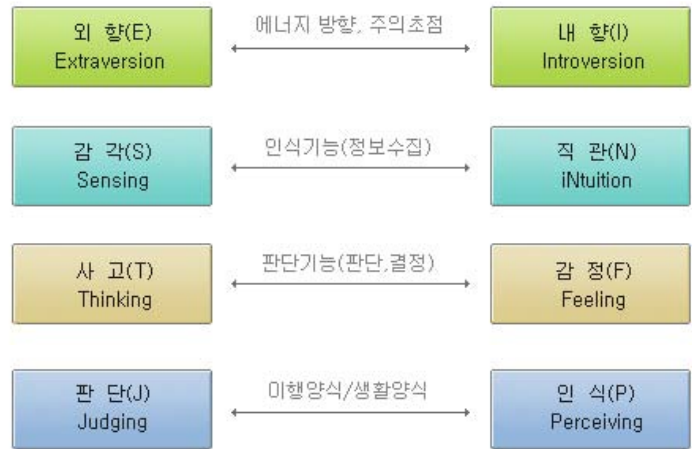 외 향(E)
Extraversion
에너지 방향, 주의초점
내 향(I)
Introversion
감 각(S)
Sensing
인식기능(정보수집)
직 관(N)
iNtuition
사 고(T)
Thinking
판단기능(판단,결정)
감 정(F)
Feeling
판 단(J)
Judging
이행양식/생활양식
인 식(P)
Perceiving